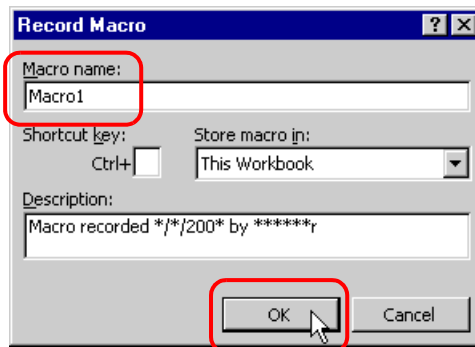 Record Macro
Macro name:
Macro1
Shortcut key: Store macro in:
Ctrl+ This Workbook
Description:
Macro recorded */*/200* by ******r
OK Cancel